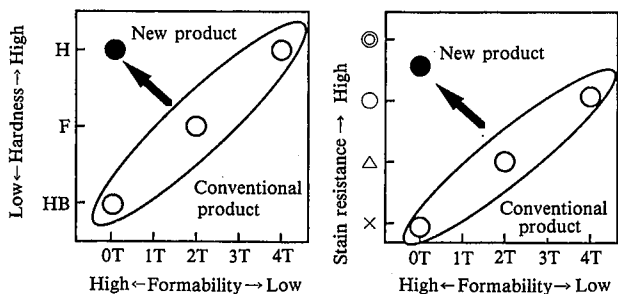 Low←Hardness→High
H
F
HB
New product
Conventional
product
0T 1T 2T 3T 4T
High←Formability→Low
Stain resistance → High
◎
○
△
×
New product
Conventional
product
0T 1T 2T 3T 4T
High←Formability→Low